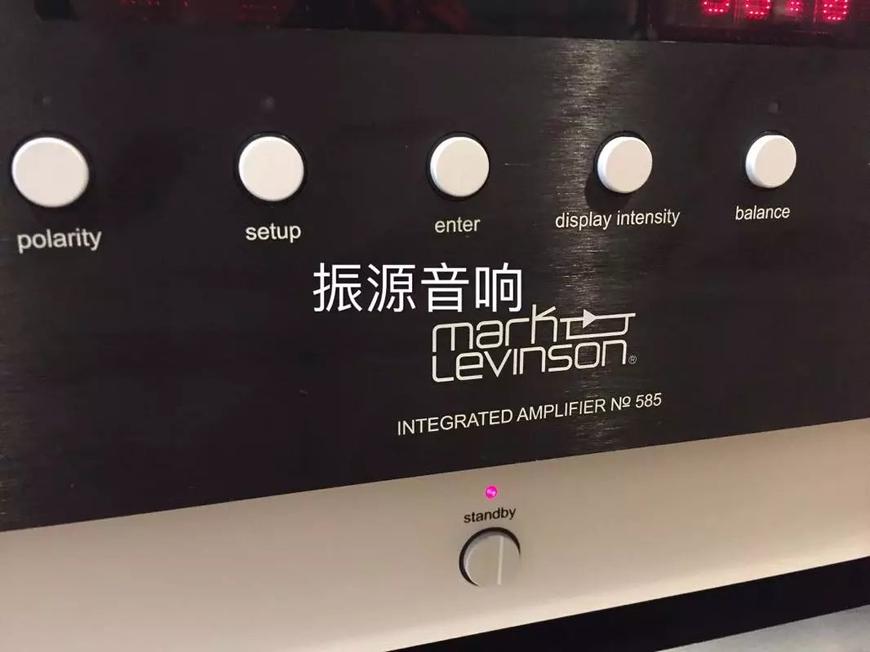 polarity
setup
enter
display intensity
balance
振源音响
mark
Levinson®
INTEGRATED AMPLIFIER № 585
standby